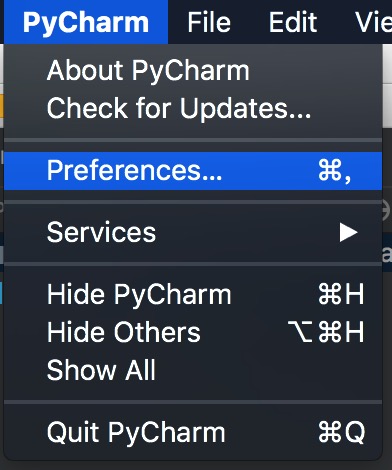 PyCharm File Edit Vie
About PyCharm
Check for Updates...
Preferences... ⌘,
Services ▶
Hide PyCharm ⌘H
Hide Others ⌥⌘H
Show All
Quit PyCharm ⌘Q